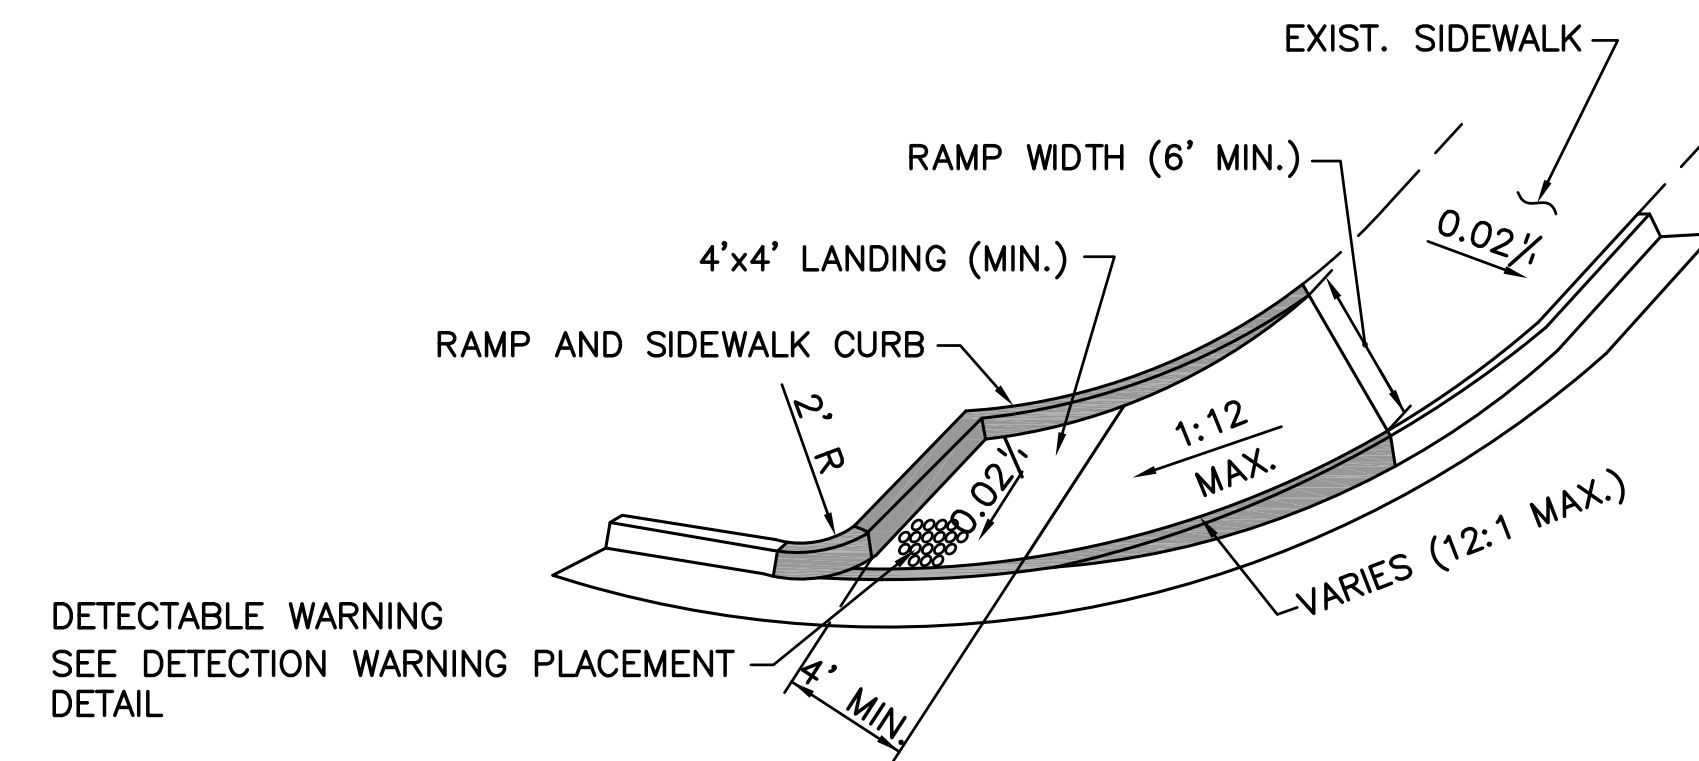 EXIST. SIDEWALK
RAMP WIDTH (6' MIN.)
0.02'/'
4'x4' LANDING (MIN.)
RAMP AND SIDEWALK CURB
2' R
1:12
MAX.
0.02'/'
VARIES (12:1 MAX.)
DETECTABLE WARNING
SEE DETECTION WARNING PLACEMENT
DETAIL
4' MIN.